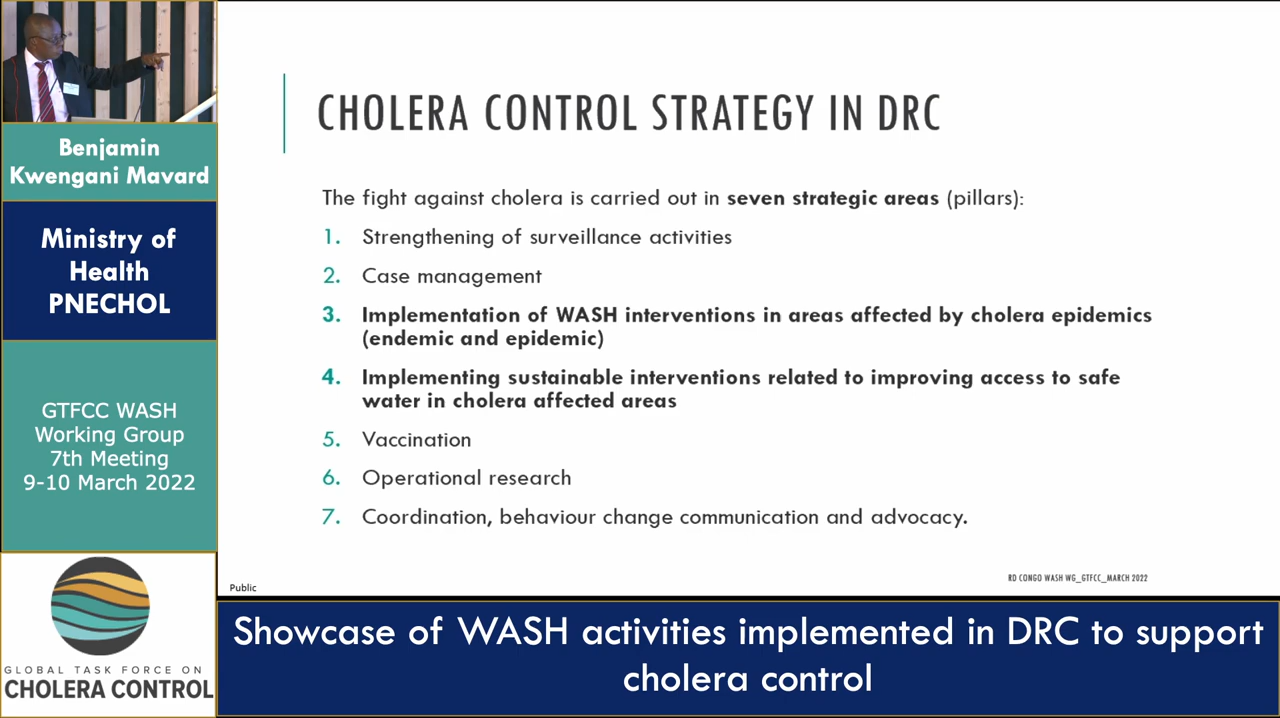 Benjamin
Kwengani Mavard
Ministry of
Health
PNECHOL
GTFCC WASH
Working Group
7th Meeting
9-10 March 2022
GLOBAL TASK FORCE ON
CHOLERA CONTROL
CHOLERA CONTROL STRATEGY IN DRC
The fight against cholera is carried out in seven strategic areas (pillars):
1. Strengthening of surveillance activities
2. Case management
3. Implementation of WASH interventions in areas affected by cholera epidemics
(endemic and epidemic)
4. Implementing sustainable interventions related to improving access to safe
water in cholera affected areas
5. Vaccination
6. Operational research
7. Coordination, behaviour change communication and advocacy.
RD CONGO WASH WG_GTFCC_MARCH 2022
Public
Showcase of WASH activities implemented in DRC to support
cholera control